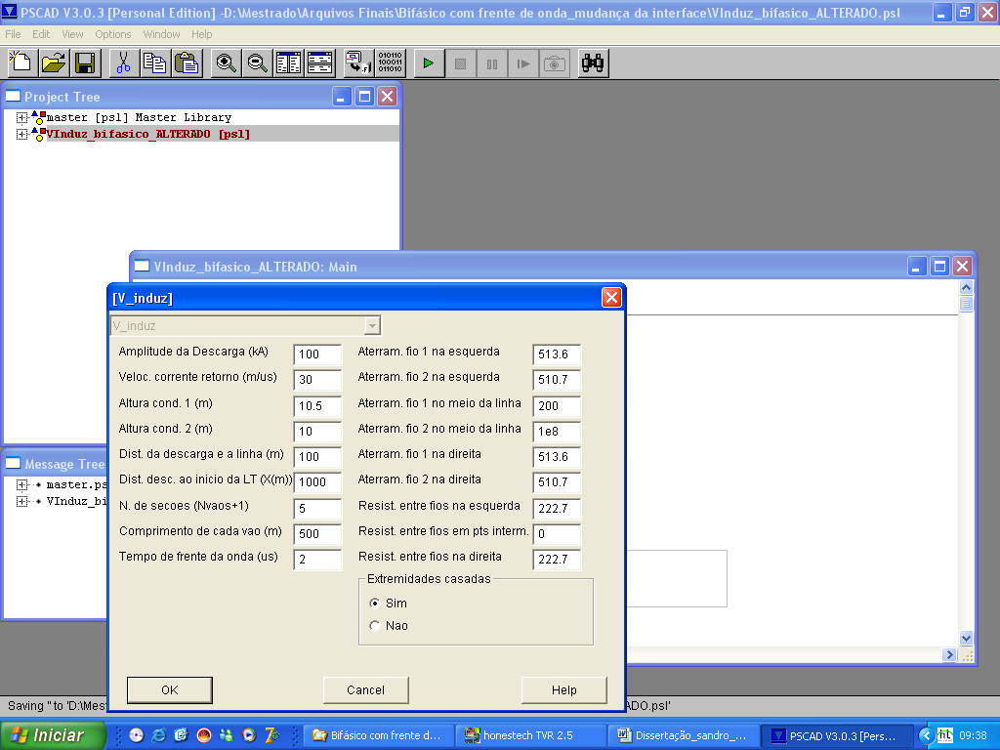 PSCAD V3.0.3 [Personal Edition] -D:\Mestrado\Arquivos Finais\Bifásico com frente de onda_mudança da interface\VInduz_bifasico_ALTERADO.psl
File Edit View Options Window Help
Project Tree
master [psl] Master Library
VInduz_bifasico_ALTERADO [psl]
VInduz_bifasico_ALTERADO: Main
[V_induz]
V_induz
Amplitude da Descarga (kA) 100 Aterram. fio 1 na esquerda 513.6
Veloc. corrente retorno (m/us) 30 Aterram. fio 2 na esquerda 510.7
Altura cond. 1 (m) 10.5 Aterram. fio 1 no meio da linha 200
Altura cond. 2 (m) 10 Aterram. fio 2 no meio da linha 1e8
Dist. da descarga e a linha (m) 100 Aterram. fio 1 na direita 513.6
Dist. desc. ao inicio da LT (X(m)) 1000 Aterram. fio 2 na direita 510.7
N. de secoes (Nvaos+1) 5 Resist. entre fios na esquerda 222.7
Comprimento de cada vao (m) 500 Resist. entre fios em pts interm. 0
Tempo de frente da onda (us) 2 Resist. entre fios na direita 222.7
Extremidades casadas
Sim
Nao
OK Cancel Help
Message Tree
master.ps
VInduz_bi
Saving '' to 'D:\Mest
ADO.psl'
Iniciar Bifásico com frente d... honestech TVR 2.5 Dissertação_sandro_... PSCAD V3.0.3 [Pers... ht 09:38